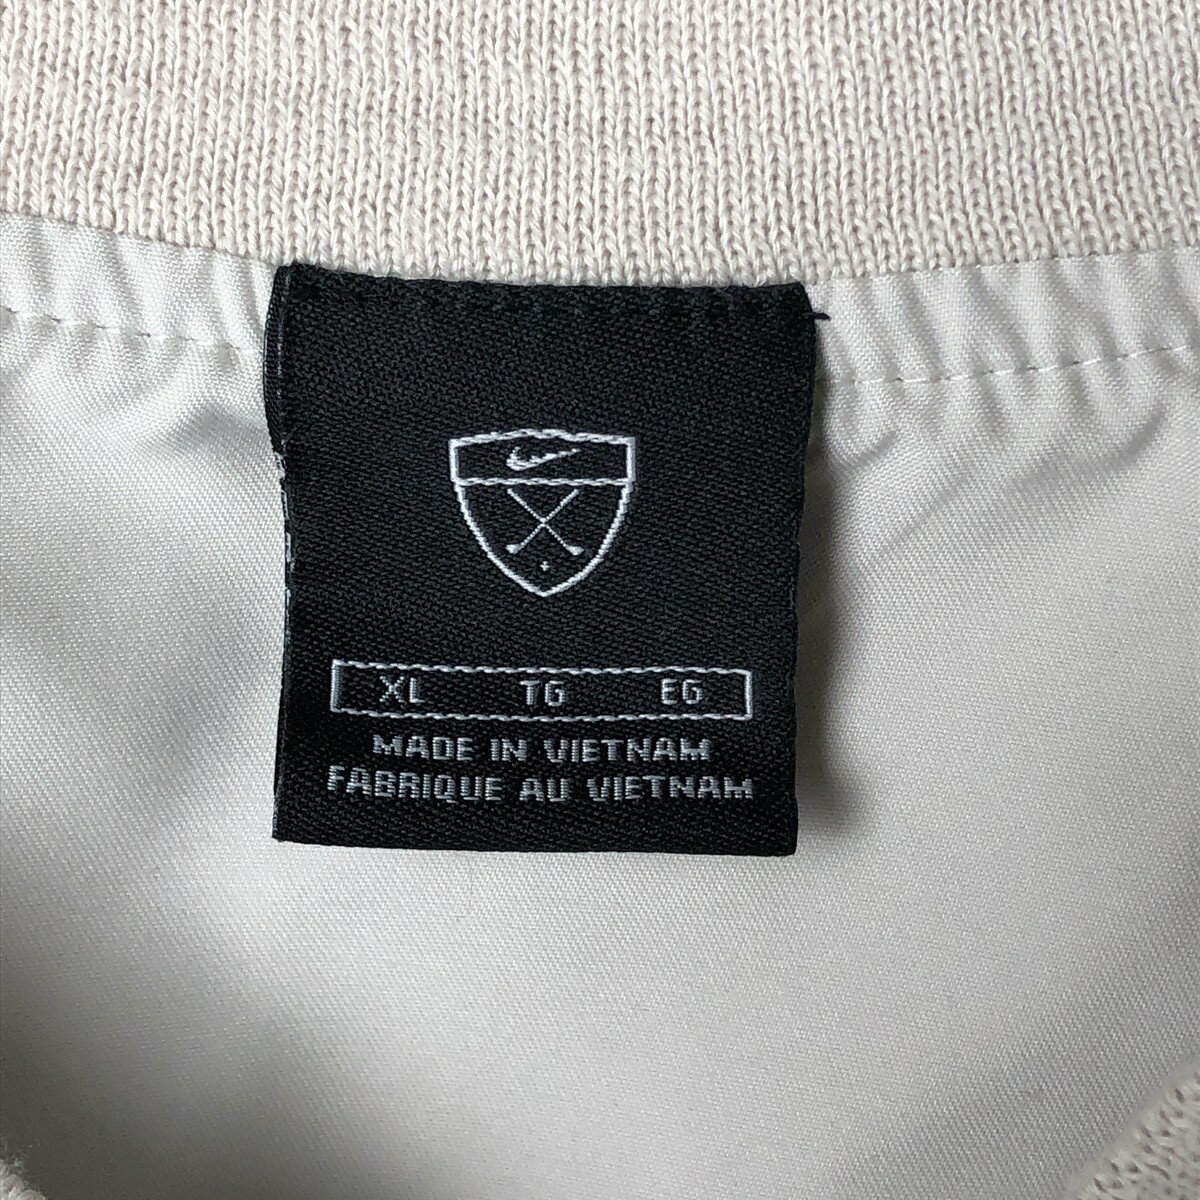 XL TG EG
MADE IN VIETNAM
FABRIQUE AU VIETNAM